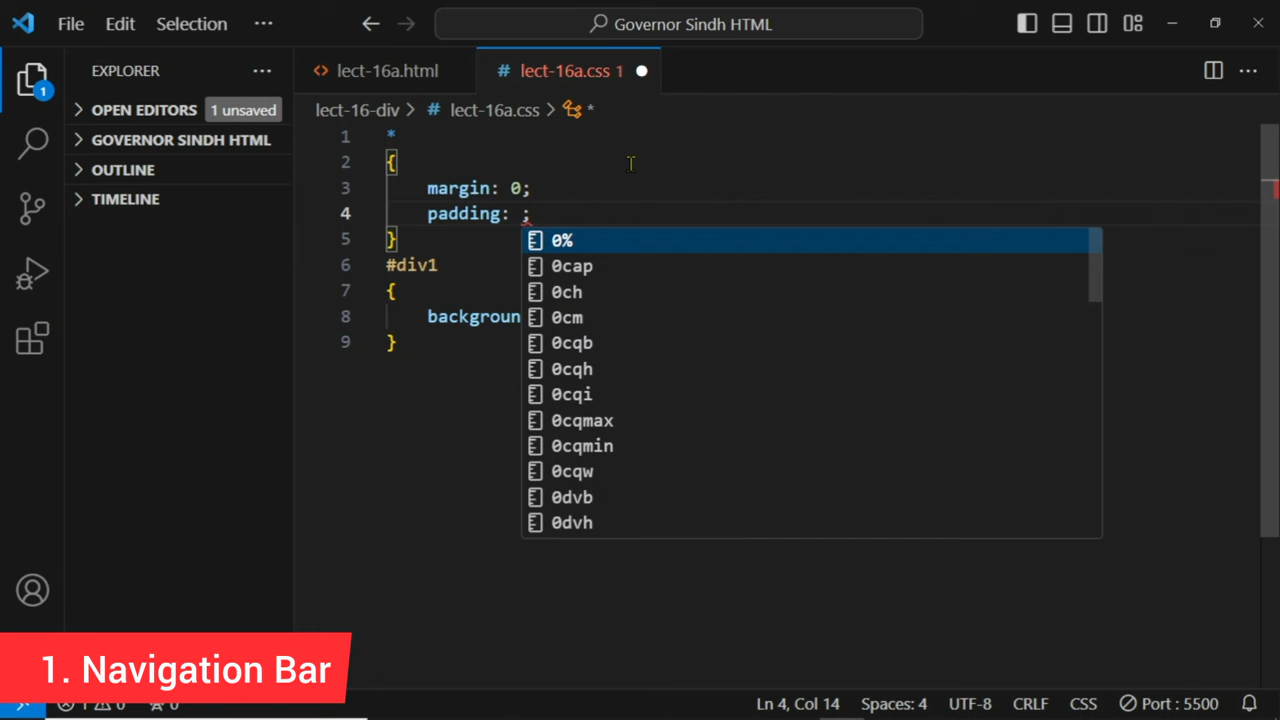 File Edit Selection ··· Governor Sindh HTML
EXPLORER ···
OPEN EDITORS 1 unsaved
GOVERNOR SINDH HTML
OUTLINE
TIMELINE
1
lect-16a.html # lect-16a.css 1
lect-16-div > # lect-16a.css > *
1 *
2 {
3 margin: 0;
4 padding: ;
5 }
6 #div1
7 {
8 backgroun
9 }
0%
0cap
0ch
0cm
0cqb
0cqh
0cqi
0cqmax
0cqmin
0cqw
0dvb
0dvh
1. Navigation Bar
Ln 4, Col 14 Spaces: 4 UTF-8 CRLF CSS Port : 5500